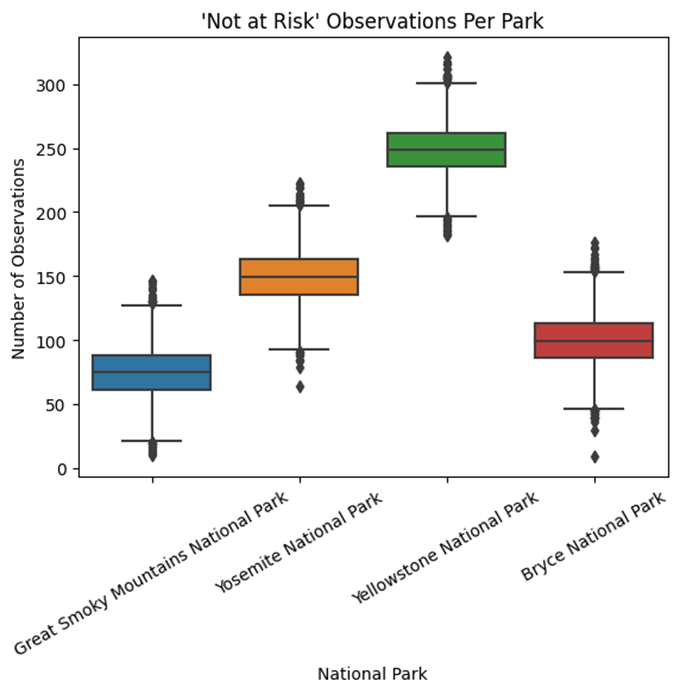 'Not at Risk' Observations Per Park
Number of Observations
300
250
200
150
100
50
0
Great Smoky Mountains National Park
Yosemite National Park
Yellowstone National Park
Bryce National Park
National Park